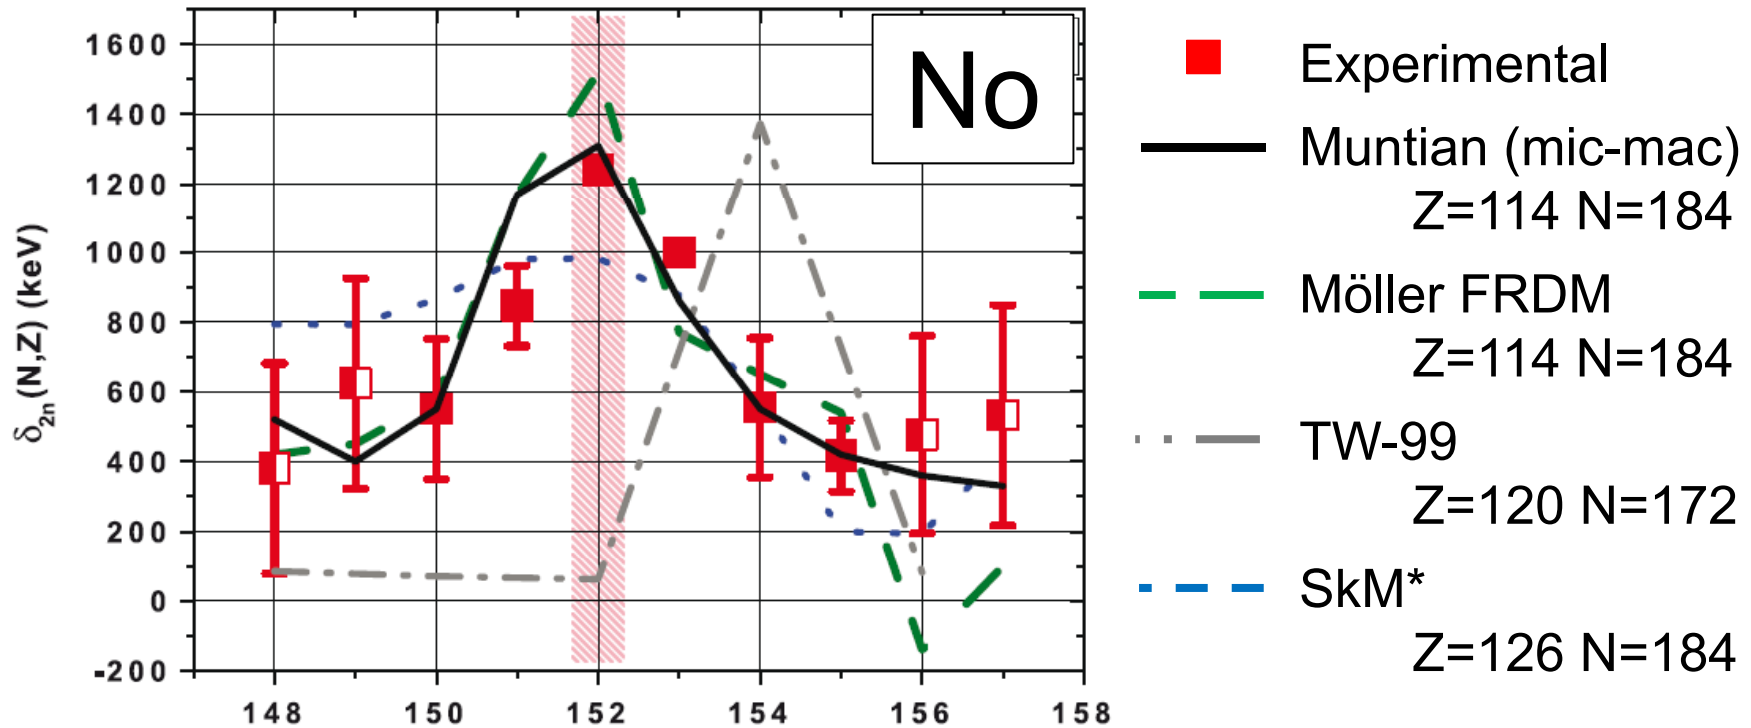 1600
1400
1200
1000
800
600
400
200
0
-200
δ2n(N,Z) (keV)
148 150 152 154 156 158
No
Experimental
Muntian (mic-mac)
Z=114 N=184
Möller FRDM
Z=114 N=184
TW-99
Z=120 N=172
SkM*
Z=126 N=184